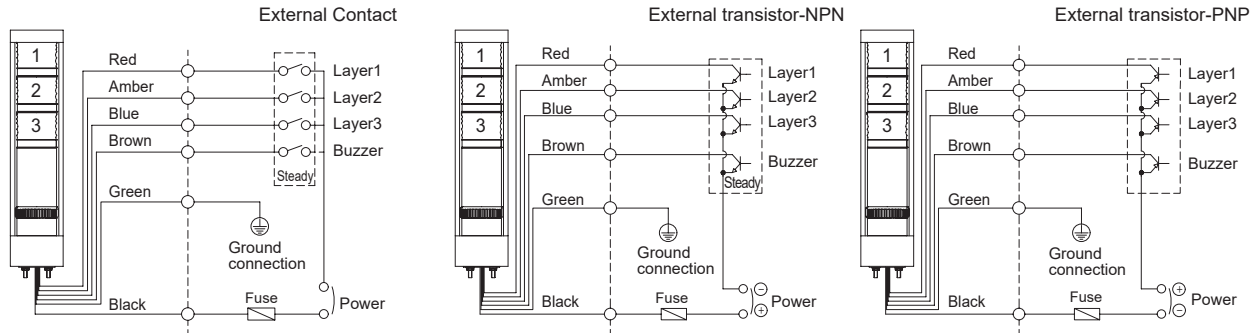 External Contact
1
2
3
Red
Amber
Blue
Brown
Green
Black
Layer1
Layer2
Layer3
Buzzer
Steady
Ground
connection
Fuse
Power
External transistor-NPN
1
2
3
Red
Amber
Blue
Brown
Green
Black
Layer1
Layer2
Layer3
Buzzer
Steady
Ground
connection
Fuse
−
+
Power
External transistor-PNP
1
2
3
Red
Amber
Blue
Brown
Green
Black
Layer1
Layer2
Layer3
Buzzer
Ground
connection
Fuse
+
−
Power